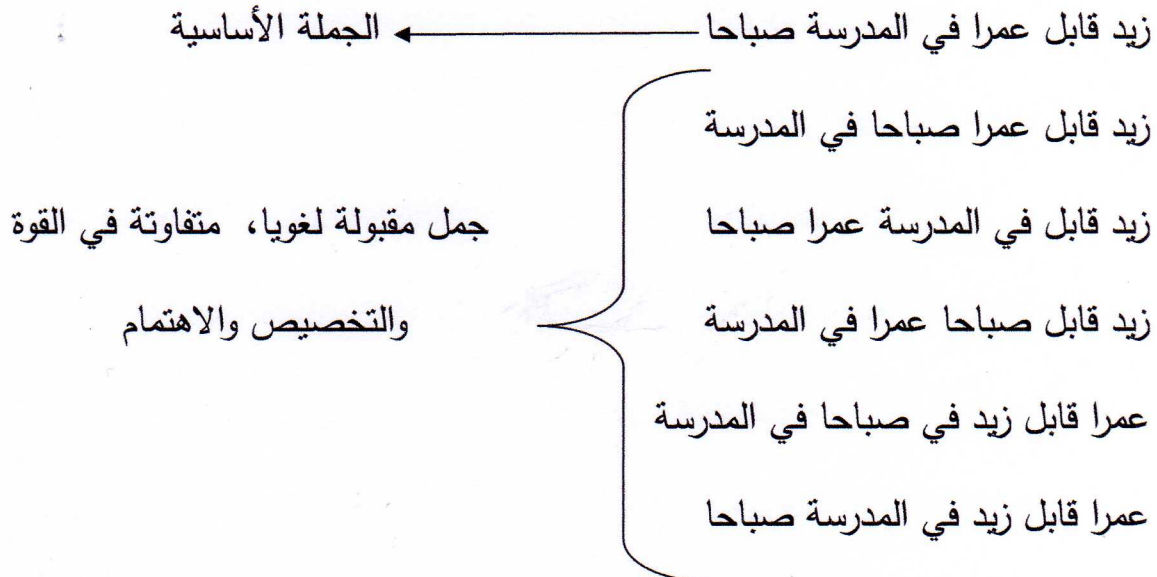 زيد قابل عمرا في المدرسة صباحا
الجملة الأساسية
زيد قابل عمرا صباحا في المدرسة
زيد قابل في المدرسة عمرا صباحا
زيد قابل صباحا عمرا في المدرسة
عمرا قابل زيد في صباحا في المدرسة
عمرا قابل زيد في المدرسة صباحا
جمل مقبولة لغويا، متفاوتة في القوة
والتخصيص والاهتمام